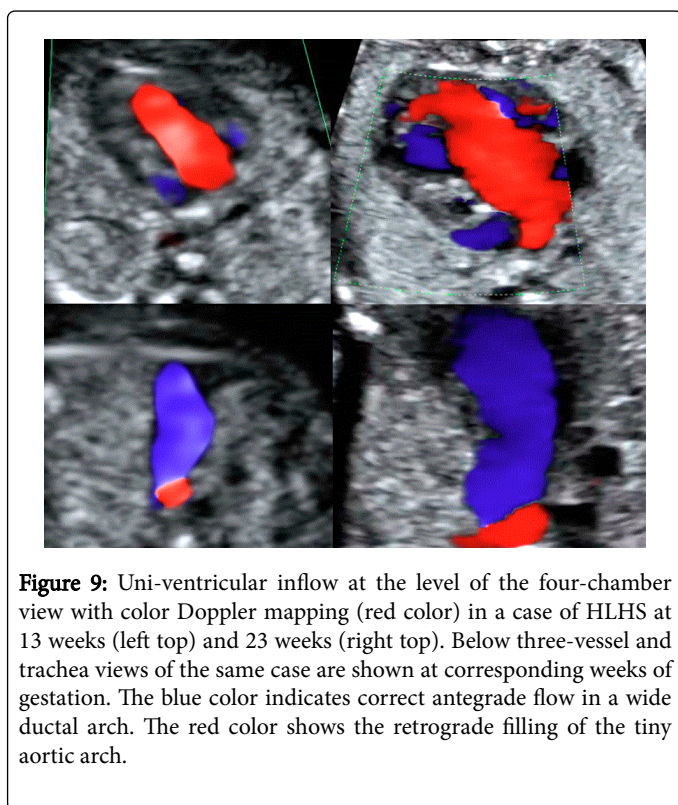 Figure 9: Uni-ventricular inflow at the level of the four-chamber
view with color Doppler mapping (red color) in a case of HLHS at
13 weeks (left top) and 23 weeks (right top). Below three-vessel and
trachea views of the same case are shown at corresponding weeks of
gestation. The blue color indicates correct antegrade flow in a wide
ductal arch. The red color shows the retrograde filling of the tiny
aortic arch.